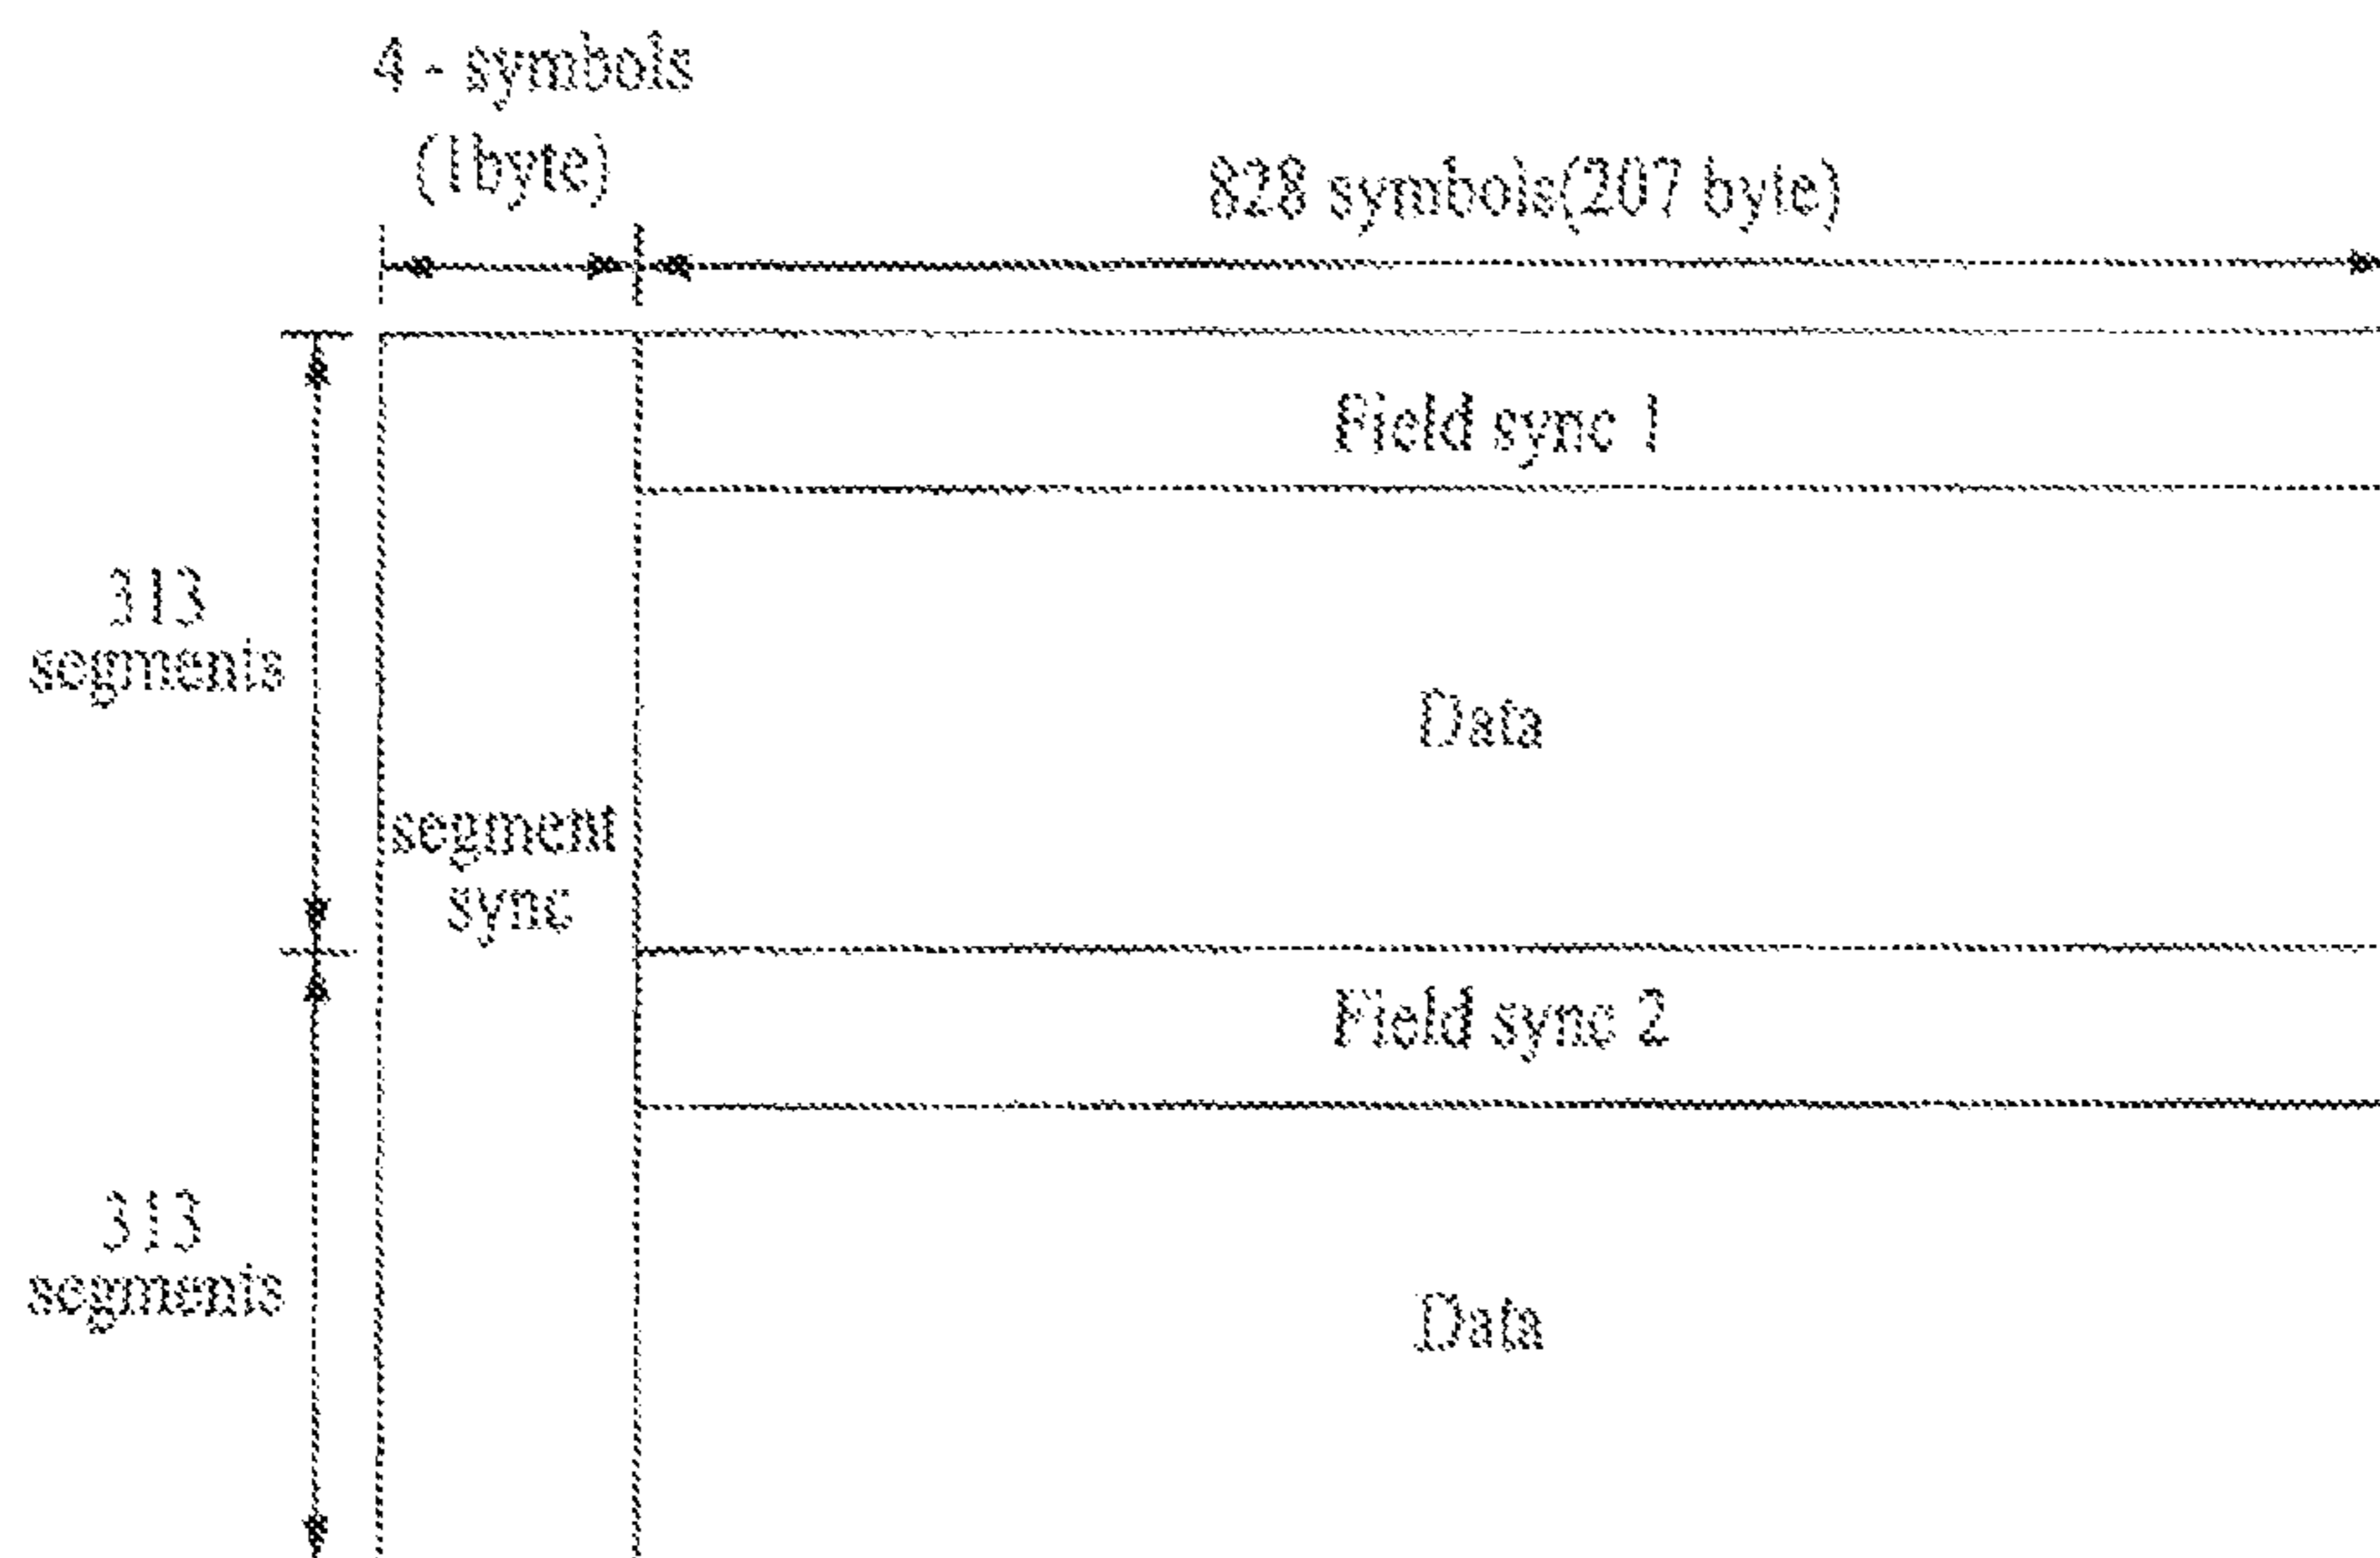 4 - symbols
(1byte)
828 symbols(207 byte)
Field sync 1
313
segments
Data
segment
sync
Field sync 2
313
segments
Data